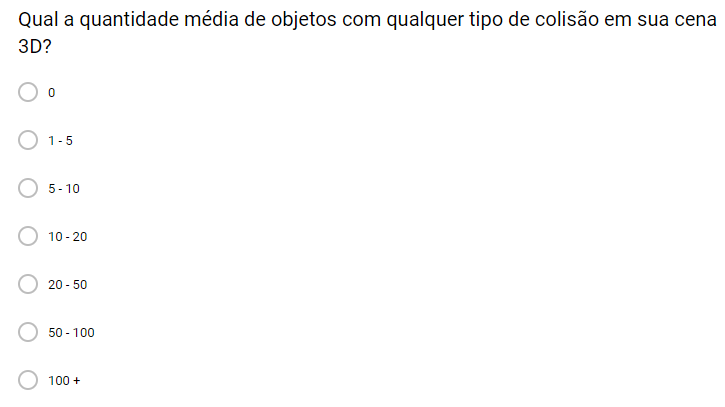 Qual a quantidade média de objetos com qualquer tipo de colisão em sua cena
3D?
0
1 - 5
5 - 10
10 - 20
20 - 50
50 - 100
100 +